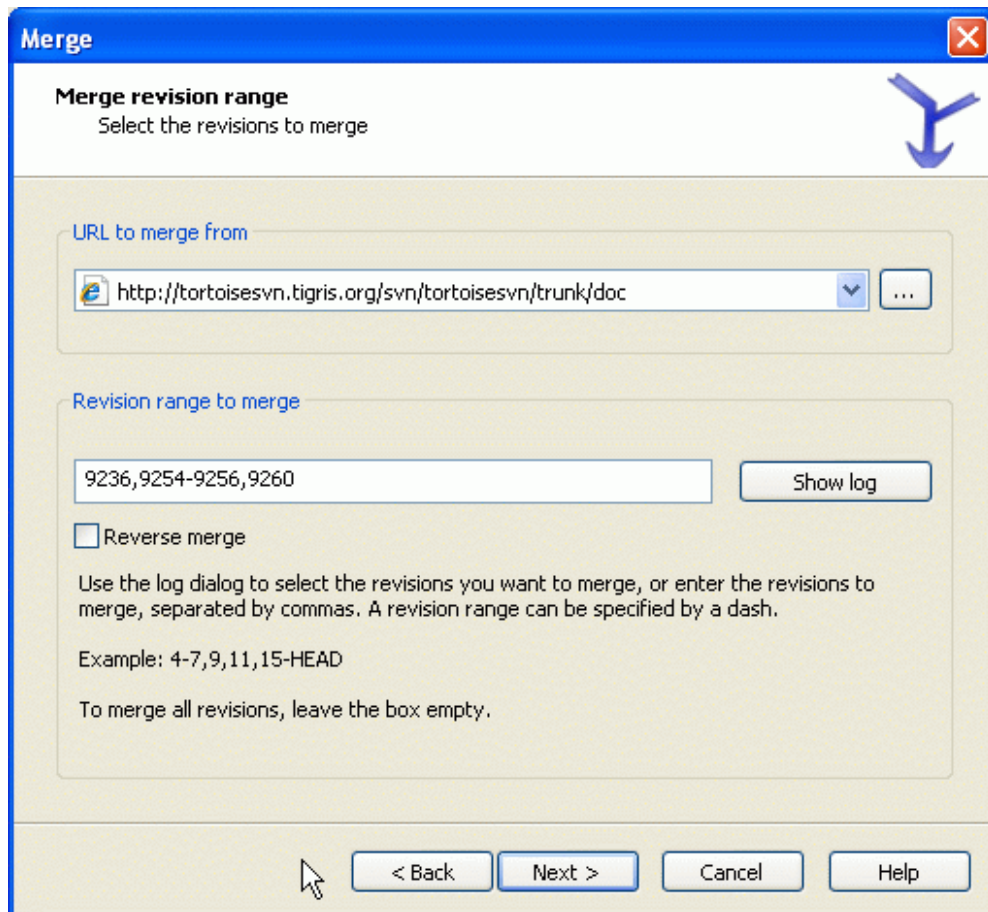 Merge
Merge revision range
Select the revisions to merge
URL to merge from
http://tortoisesvn.tigris.org/svn/tortoisesvn/trunk/doc
...
Revision range to merge
9236,9254-9256,9260
Show log
Reverse merge
Use the log dialog to select the revisions you want to merge, or enter the revisions to
merge, separated by commas. A revision range can be specified by a dash.
Example: 4-7,9,11,15-HEAD
To merge all revisions, leave the box empty.
< Back
Next >
Cancel
Help